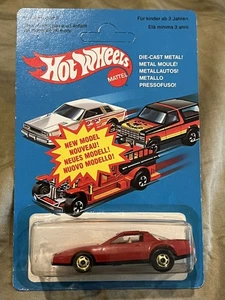 Für kinder ab 3 Jahren.
Età minima 3 anni
HOT WHEELS
MATTEL
DIE-CAST METAL!
METAL MOULÉ!
METALLAUTOS!
METALLO
PRESSOFUSO!
NEW MODEL
NOUVEAU!
NEUES MODELL!
NUOVO MODELLO!